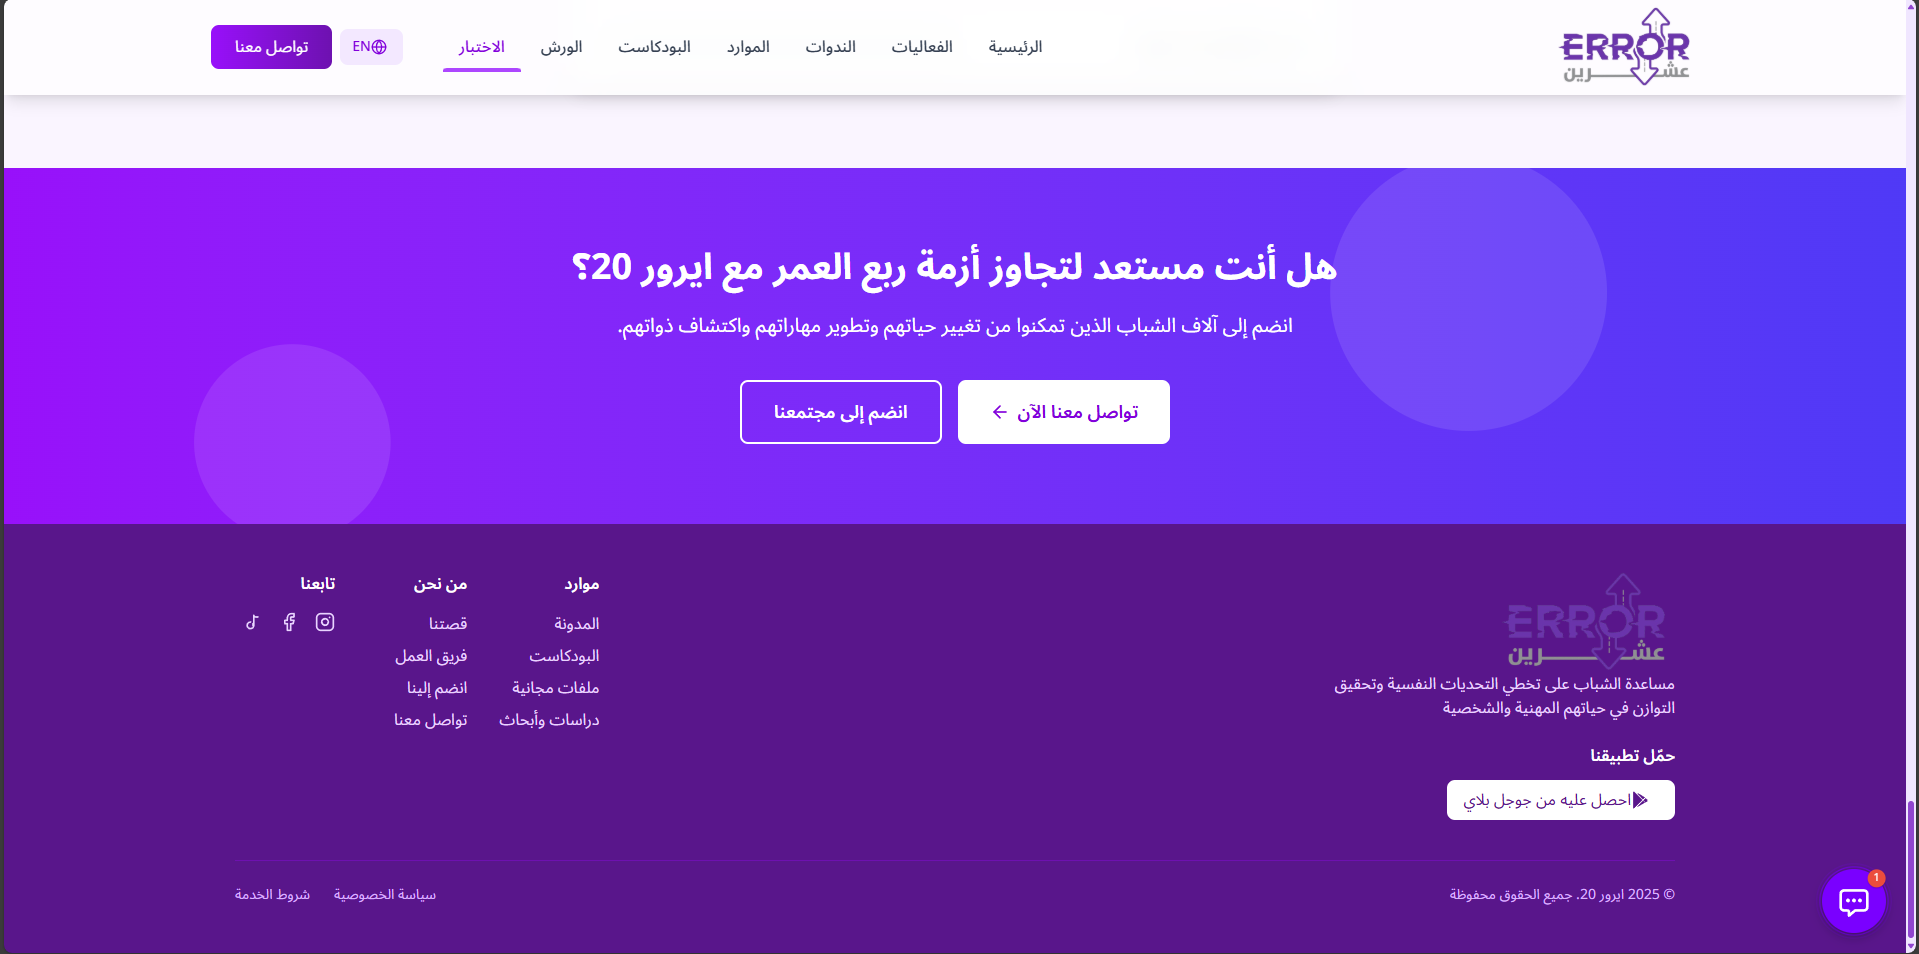 ERROR
عشرين
الرئيسية
الفعاليات
الندوات
الموارد
البودكاست
الورش
الاختبار
EN
تواصل معنا
هل أنت مستعد لتجاوز أزمة ربع العمر مع ايرور 20؟
انضم إلى آلاف الشباب الذين تمكنوا من تغيير حياتهم وتطوير مهاراتهم واكتشاف ذواتهم.
تواصل معنا الآن ←
انضم إلى مجتمعنا
ERROR
عشرين
مساعدة الشباب على تخطي التحديات النفسية وتحقيق
التوازن في حياتهم المهنية والشخصية
حمّل تطبيقنا
احصل عليه من جوجل بلاي
موارد
المدونة
البودكاست
ملفات مجانية
دراسات وأبحاث
من نحن
قصتنا
فريق العمل
انضم إلينا
تواصل معنا
تابعنا
© 2025 ايرور 20. جميع الحقوق محفوظة
سياسة الخصوصية
شروط الخدمة
1